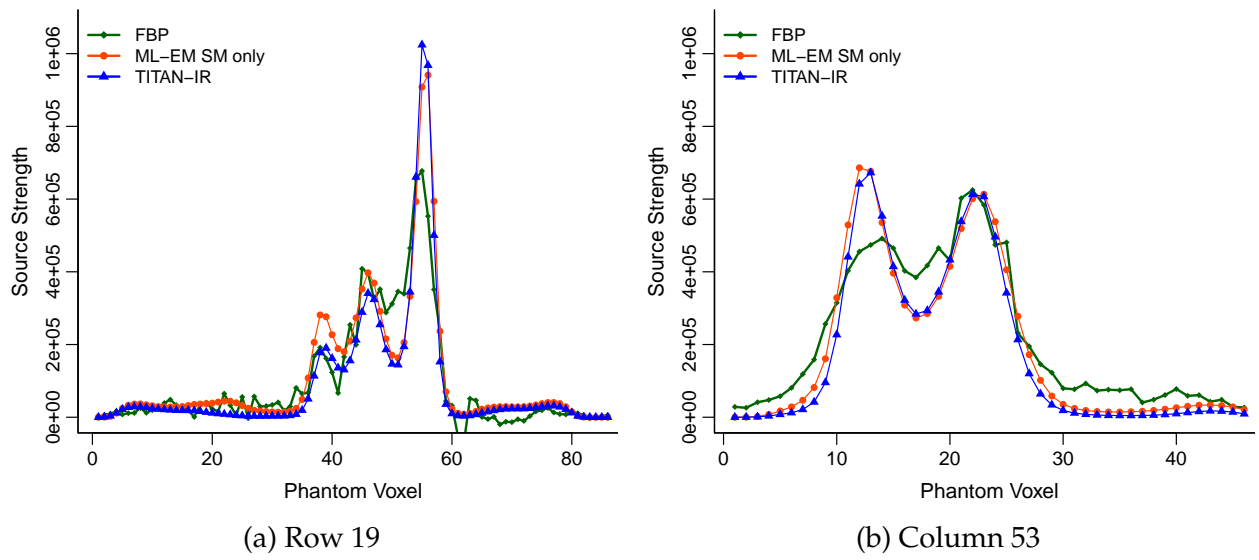 FBP
ML−EM SM only
TITAN−IR
Source Strength
0e+00 2e+05 4e+05 6e+05 8e+05 1e+06
0 20 40 60 80
Phantom Voxel
(a) Row 19
FBP
ML−EM SM only
TITAN−IR
Source Strength
0e+00 2e+05 4e+05 6e+05 8e+05 1e+06
0 10 20 30 40
Phantom Voxel
(b) Column 53